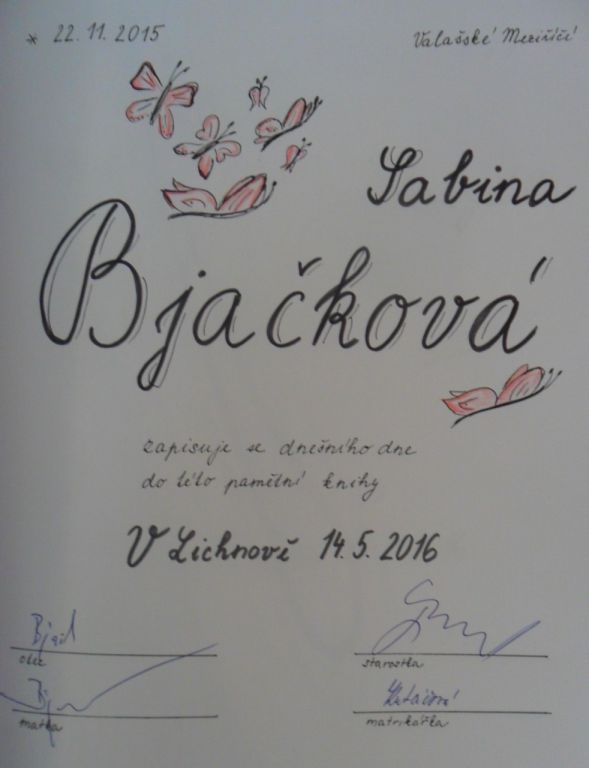 * 22.11.2015
Valašské Meziříčí
Sabina
Bjačková
zapisuje se dnešního dne
do této pamětní knihy
V Lichnově 14.5.2016
otec
starostka
matka
matrikářka